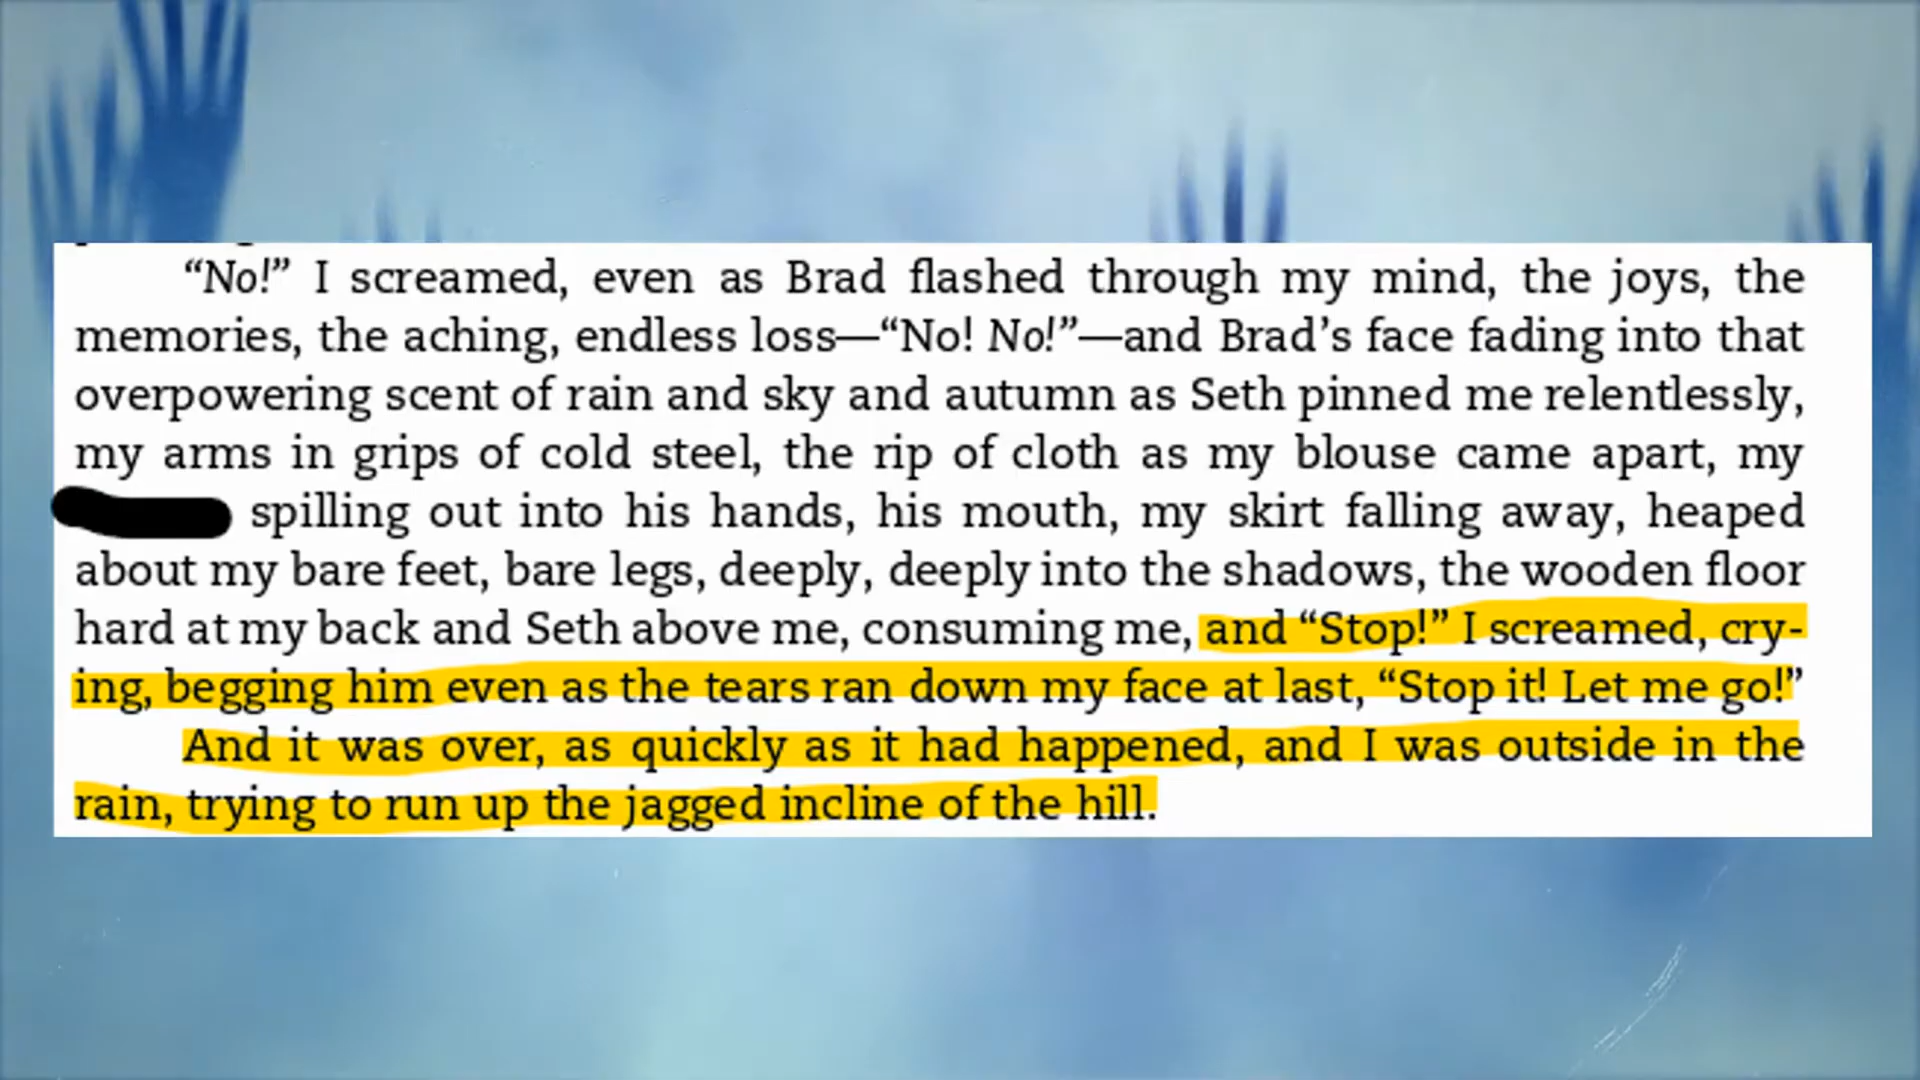 “No!” I screamed, even as Brad flashed through my mind, the joys, the
memories, the aching, endless loss—“No! No!”—and Brad’s face fading into that
overpowering scent of rain and sky and autumn as Seth pinned me relentlessly,
my arms in grips of cold steel, the rip of cloth as my blouse came apart, my
spilling out into his hands, his mouth, my skirt falling away, heaped
about my bare feet, bare legs, deeply, deeply into the shadows, the wooden floor
hard at my back and Seth above me, consuming me, and “Stop!” I screamed, cry-
ing, begging him even as the tears ran down my face at last, “Stop it! Let me go!”
And it was over, as quickly as it had happened, and I was outside in the
rain, trying to run up the jagged incline of the hill.